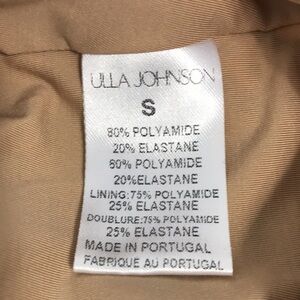 ULLA JOHNSON
S
80% POLYAMIDE
20% ELASTANE
80% POLYAMIDE
20%ELASTANE
LINING:75% POLYAMIDE
25% ELASTANE
DOUBLURE:75% POLYAMIDE
25% ELASTANE
MADE IN PORTUGAL
FABRIQUE AU PORTUGAL